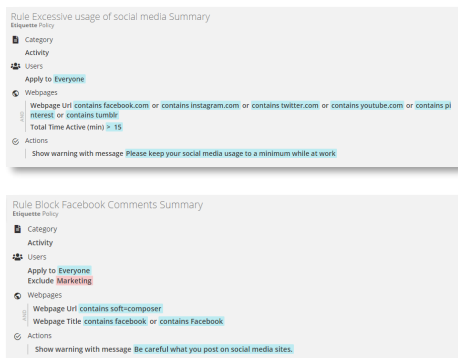 Rule Excessive usage of social media Summary
Etiquette Policy
Category
Activity
Users
Apply to Everyone
Webpages
Webpage Url contains facebook.com or contains instagram.com or contains twitter.com or contains youtube.com or contains pi
nterest or contains tumblr
AND
Total Time Active (min) > 15
Actions
Show warning with message Please keep your social media usage to a minimum while at work
Rule Block Facebook Comments Summary
Etiquette Policy
Category
Activity
Users
Apply to Everyone
Exclude Marketing
Webpages
Webpage Url contains soft=composer
AND
Webpage Title contains facebook or contains Facebook
Actions
Show warning with message Be careful what you post on social media sites.